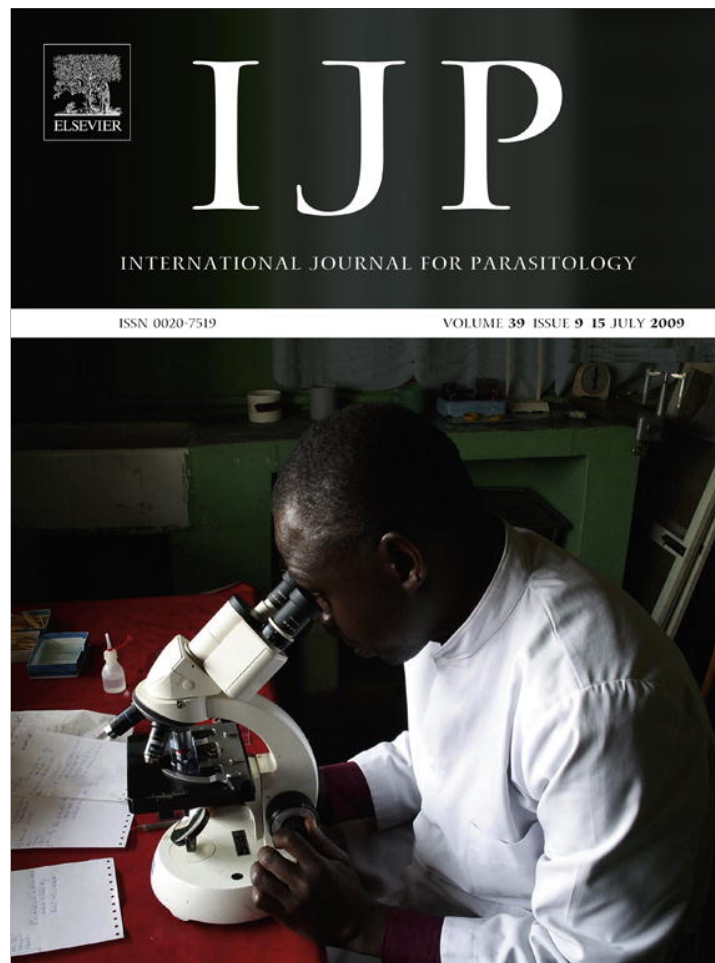 ELSEVIER
IJP
INTERNATIONAL JOURNAL FOR PARASITOLOGY
ISSN 0020-7519
VOLUME 39 ISSUE 9 15 JULY 2009